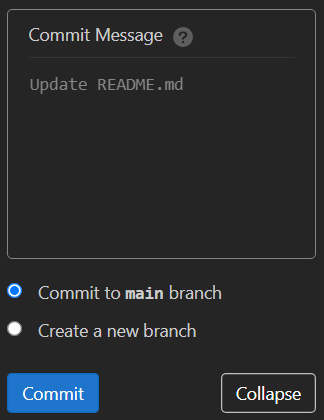 Commit Message ?
Update README.md
Commit to main branch
Create a new branch
Commit
Collapse